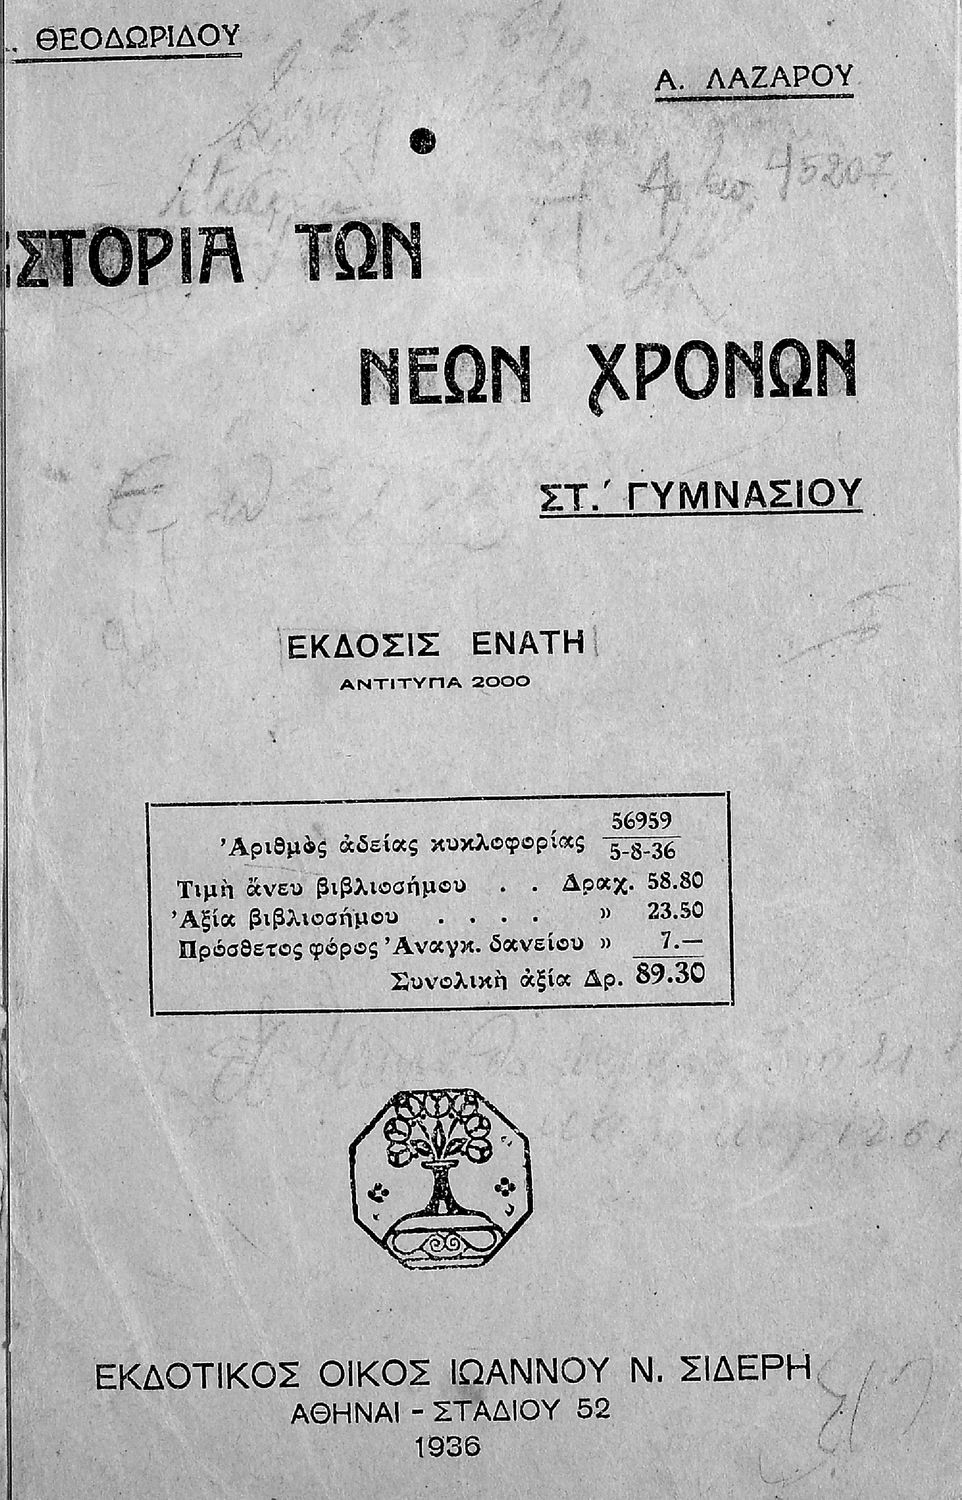 . ΘΕΟΔΩΡΙΔΟΥ
Α. ΛΑΖΑΡΟΥ
ΙΣΤΟΡΙΑ ΤΩΝ
ΝΕΩΝ ΧΡΟΝΩΝ
ΣΤ.΄ ΓΥΜΝΑΣΙΟΥ
45207
ΕΚΔΟΣΙΣ ΕΝΑΤΗ
ΑΝΤΙΤΥΠΑ 2000
Ἀριθμὸς ἀδείας κυκλοφορίας 56959
5-8-36
Τιμὴ ἄνευ βιβλιοσήμου . . Δραχ. 58.80
Ἀξία βιβλιοσήμου . . . . » 23.50
Πρόσθετος φόρος Ἀναγκ. δανείου » 7.—
Συνολικὴ ἀξία Δρ. 89.30
ΕΚΔΟΤΙΚΟΣ ΟΙΚΟΣ ΙΩΑΝΝΟΥ Ν. ΣΙΔΕΡΗ
ΑΘΗΝΑΙ - ΣΤΑΔΙΟΥ 52
1936